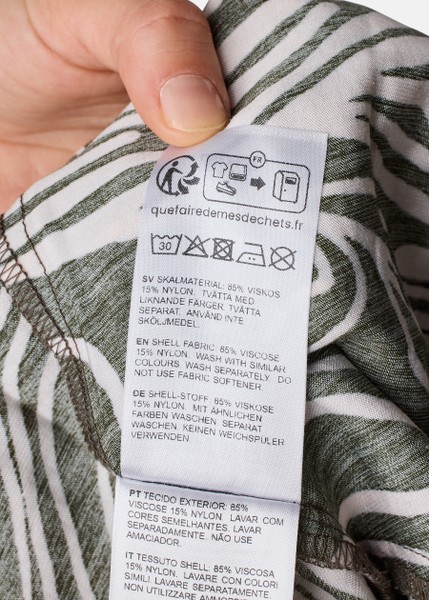 FR
quefairedemesdechets.fr
30
SV SKALMATERIAL: 85% VISKOS
15% NYLON. TVÄTTA MED
LIKNANDE FÄRGER. TVÄTTA
SEPARAT. ANVÄND INTE
SKÖLJMEDEL.
EN SHELL FABRIC: 85% VISCOSE
15% NYLON. WASH WITH SIMILAR
COLOURS WASH SEPARATELY. DO
NOT USE FABRIC SOFTENER.
DE SHELL-STOFF: 85% VISKOSE
15% NYLON. MIT ÄHNLICHEN
FARBEN WASCHEN. SEPARAT
WASCHEN. KEINEN WEICHSPÜLER
VERWENDEN.
PT TECIDO EXTERIOR: 85%
VISCOSE 15% NYLON. LAVAR COM
CORES SEMELHANTES. LAVAR
SEPARADAMENTE. NÃO USE
AMACIADOR.
IT TESSUTO SHELL: 85% VISCOSA
15% NYLON. LAVARE CON COLORI
SIMILI. LAVARE SEPARATAMENTE.
NON UTILIZZARE